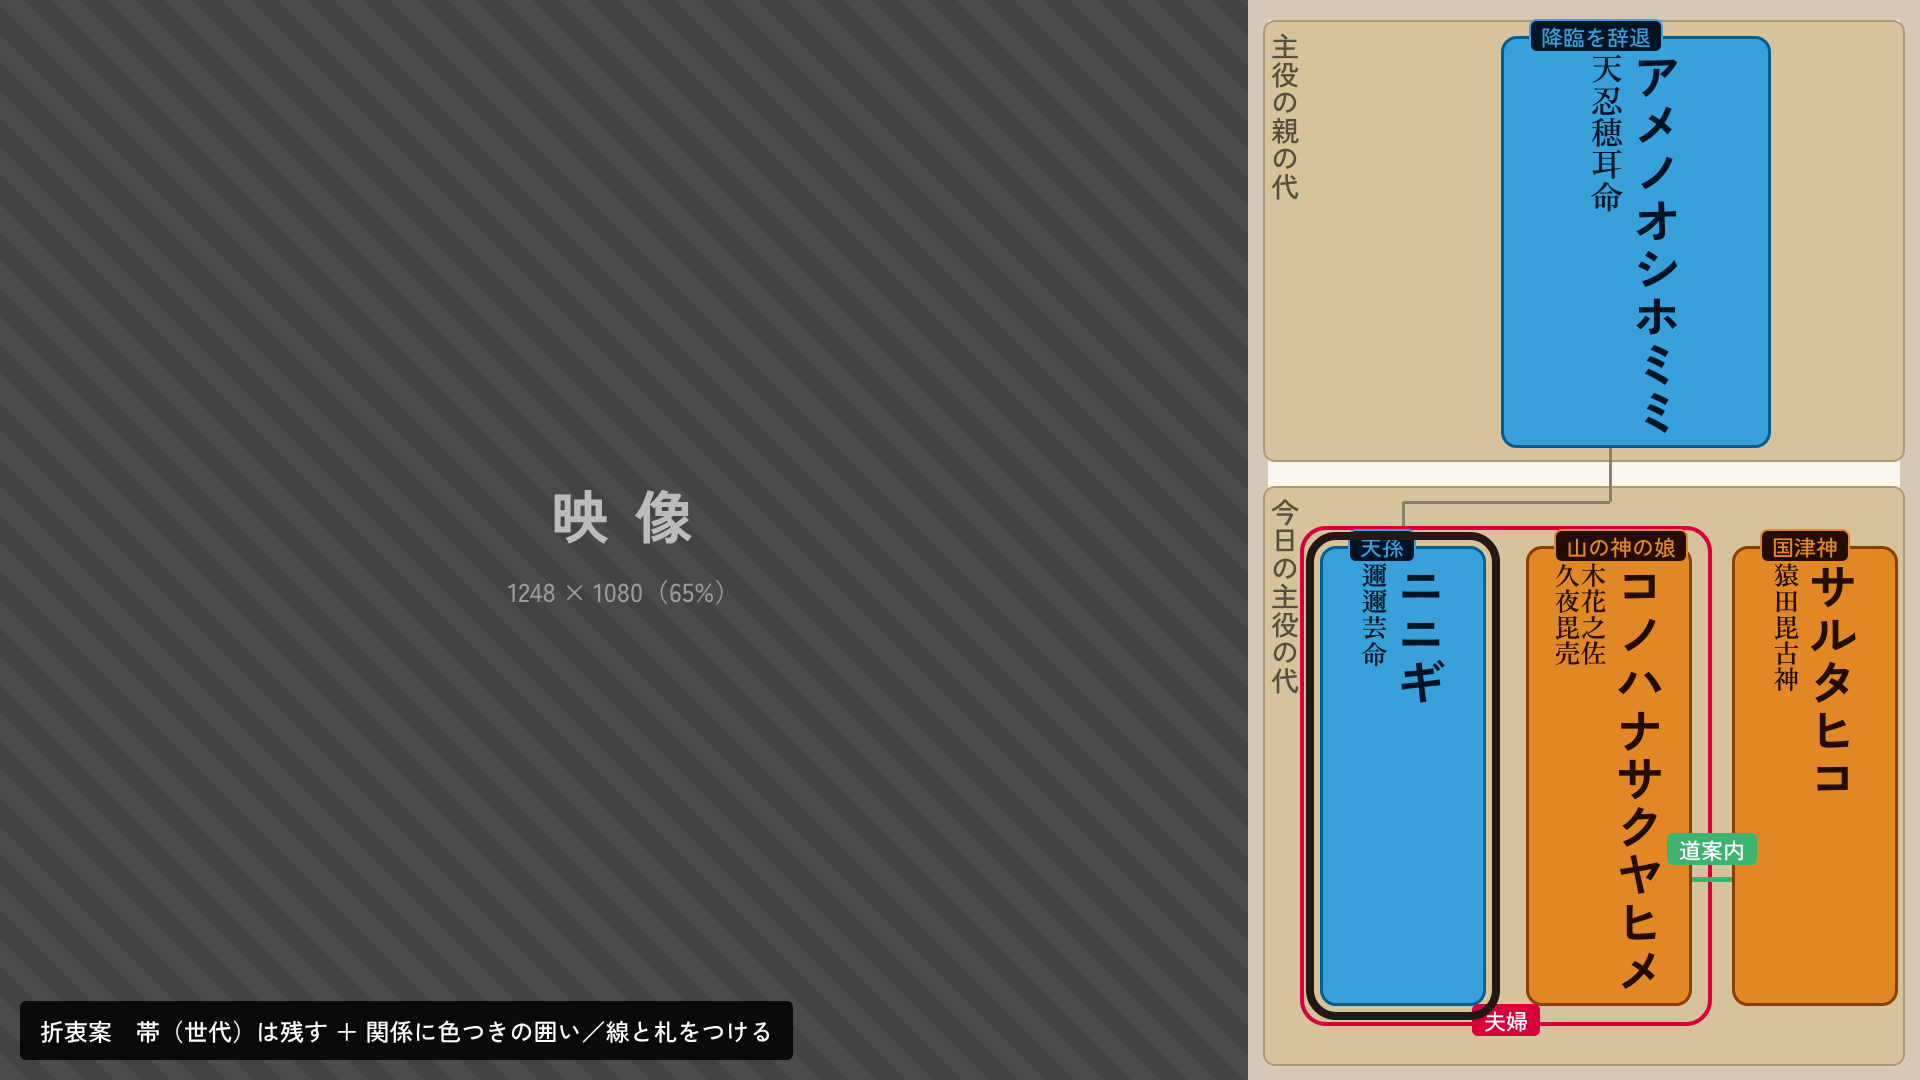 映像
1248 × 1080（65%）
折衷案　帯（世代）は残す ＋ 関係に色つきの囲い／線と札をつける
主役の親の代
降臨を辞退
アメノオシホミミ
天忍穂耳命
今日の主役の代
天孫
ニニギ
邇邇芸命
山の神の娘
コノハナサクヤヒメ
木花之佐
久夜毘売
国津神
サルタヒコ
猿田毘古神
道案内
夫婦